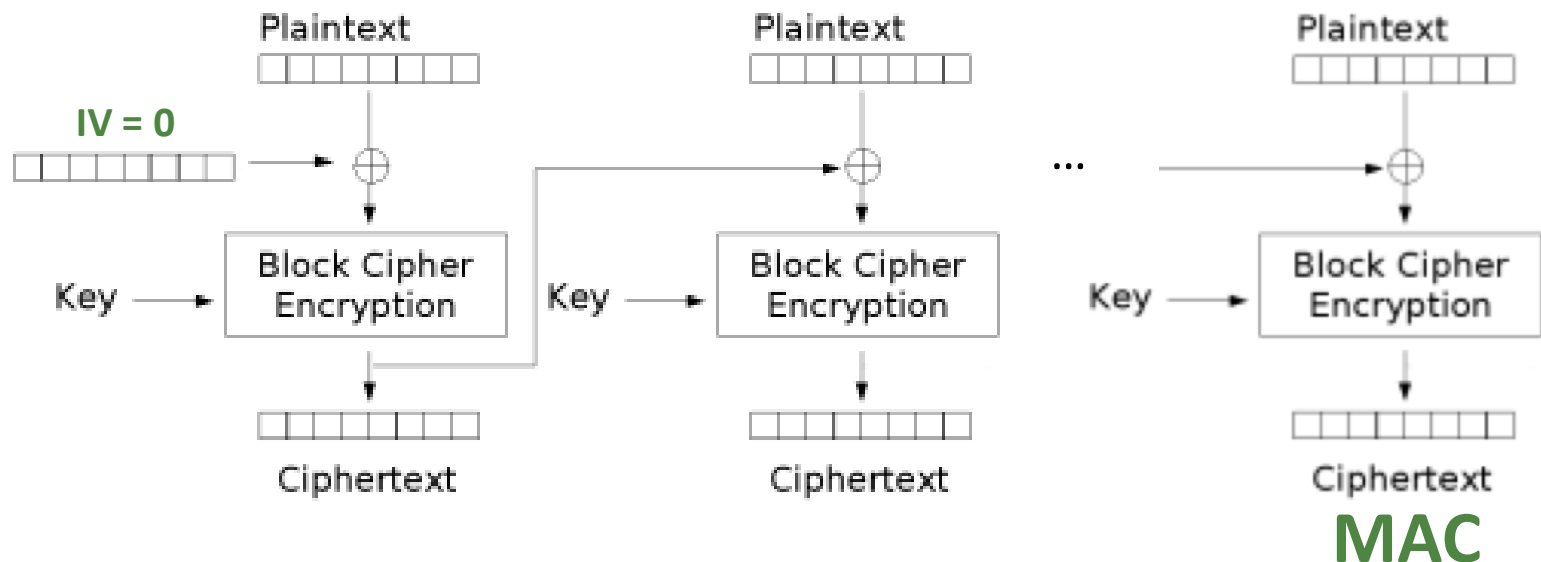 Plaintext
Plaintext
Plaintext
IV = 0
...
Block Cipher
Encryption
Block Cipher
Encryption
Block Cipher
Encryption
Key
Key
Key
Ciphertext
Ciphertext
Ciphertext
MAC